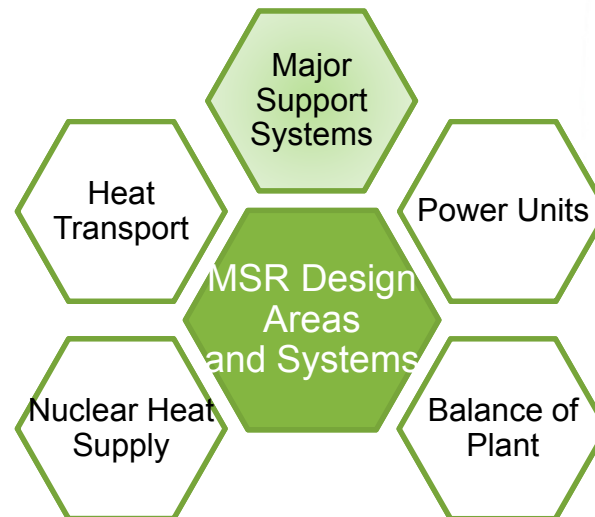 Major
Support
Systems
Heat
Transport
Power Units
MSR Design
Areas
and Systems
Nuclear Heat
Supply
Balance of
Plant